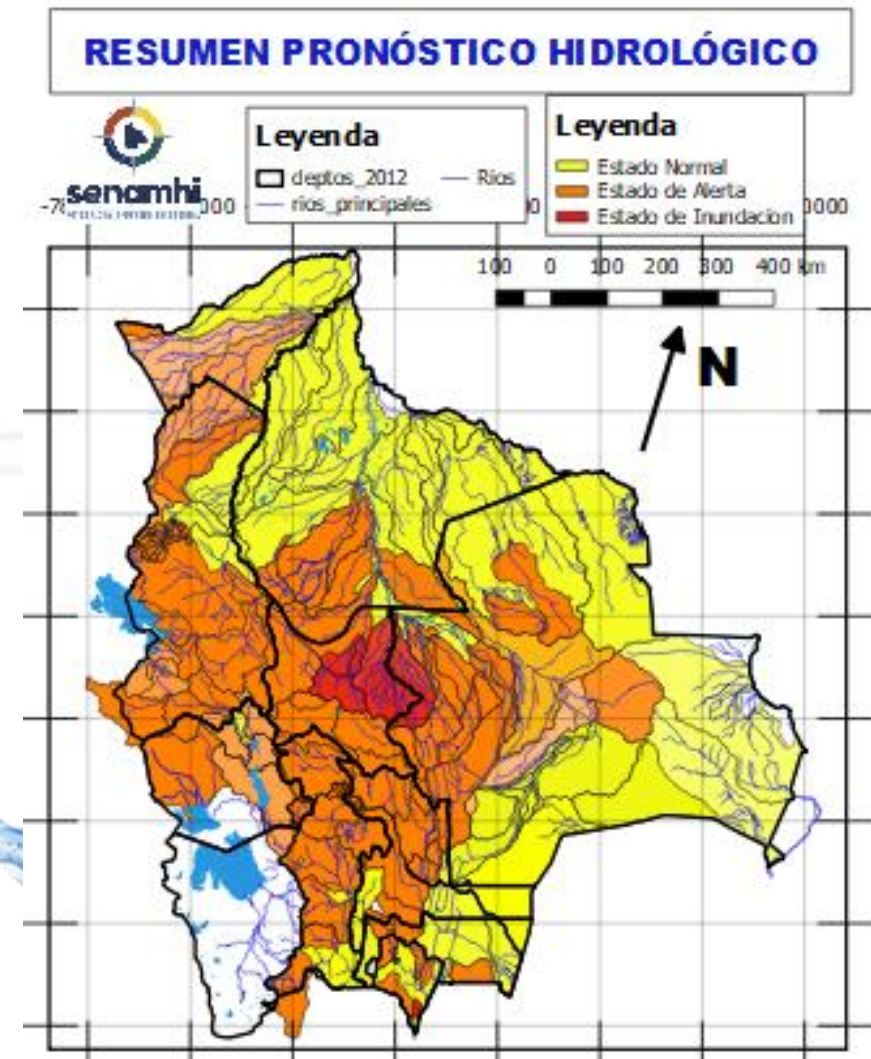 RESUMEN PRONÓSTICO HIDROLÓGICO
senamhi
Leyenda
deptos_2012
Rios
rios_principales
Leyenda
Estado Normal
Estado de Alerta
Estado de Inundacion
100 0 100 200 300 400 km
N